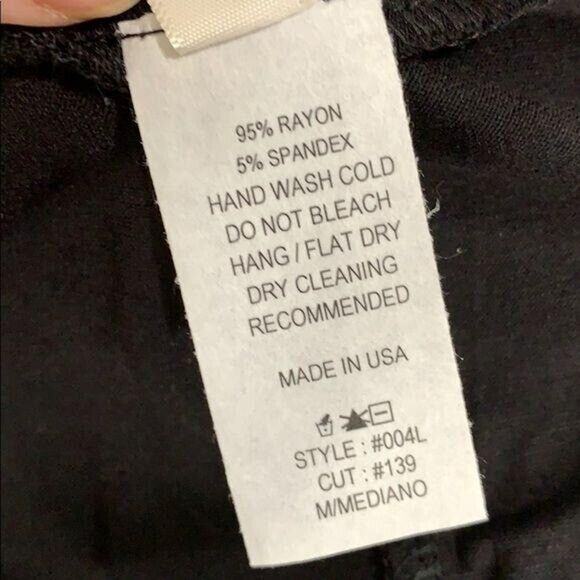 95% RAYON
5% SPANDEX
HAND WASH COLD
DO NOT BLEACH
HANG / FLAT DRY
DRY CLEANING
RECOMMENDED
MADE IN USA
STYLE : #004L
CUT : #139
M/MEDIANO